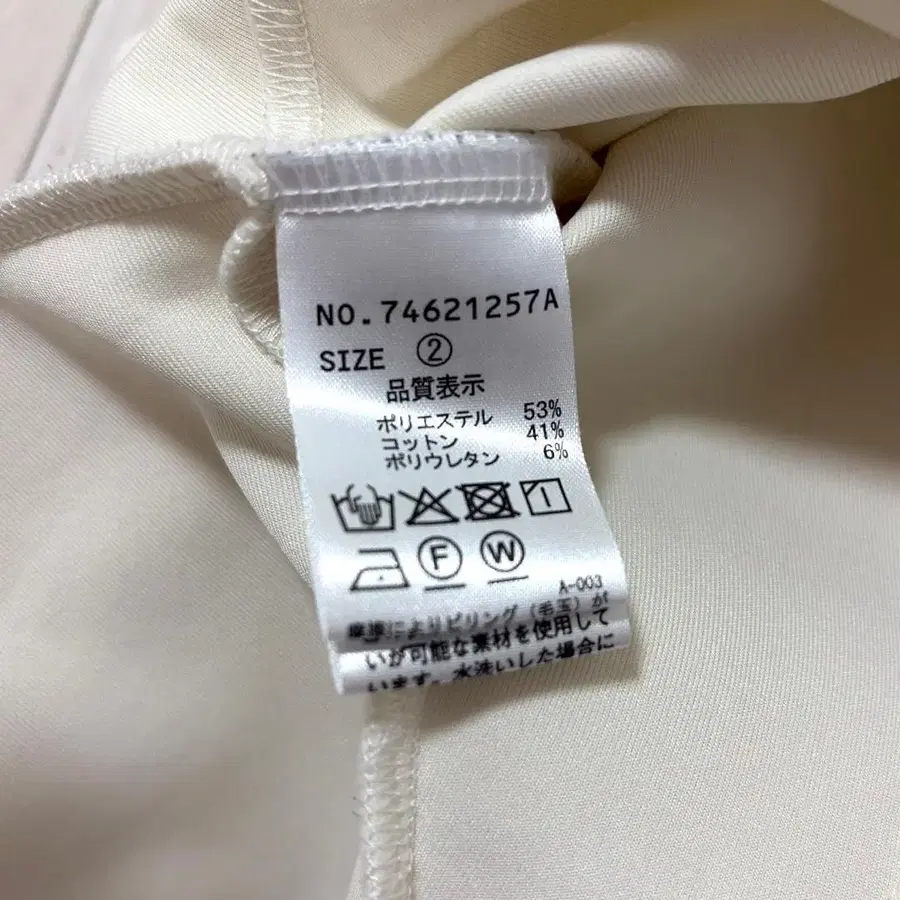 NO.74621257A
SIZE ②
品質表示
ポリエステル 53%
コットン 41%
ポリウレタン 6%
F W
A-003
摩擦によりピリング(毛玉)が
いが可能な素材を使用して
います。水洗いした場合に